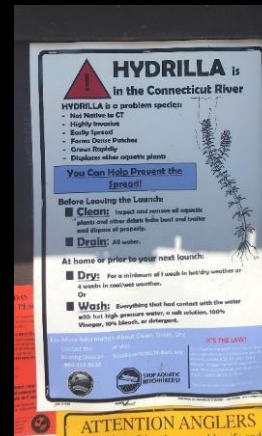 HYDRILLA is
in the Connecticut River
HYDRILLA is a problem species:
- Not Native to CT
- Highly Invasive
- Easily Spread
- Forms Dense Patches
- Grows Rapidly
- Displaces other aquatic plants
You Can Help Prevent the
Spread!
Before Leaving the Launch:
Clean: Inspect and remove all aquatic
plants and other debris from boat and trailer
and dispose of properly.
Drain: All water.
At home or prior to your next launch:
Dry: For a minimum of 1 week in hot/dry weather or
4 weeks in cool/wet weather.
Or
Wash: Everything that had contact with the water
with hot high pressure water, a salt solution, 100%
Vinegar, 10% bleach, or detergent.
For More Information About Clean, Drain, Dry
Contact the
Boating Division
or visit
IT'S THE LAW!
STOP AQUATIC
HITCHHIKERS!
ATTENTION ANGLERS